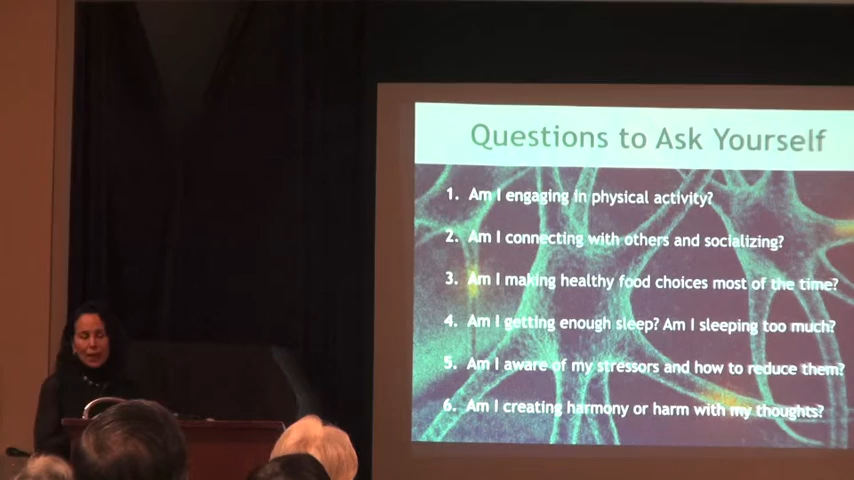 Questions to Ask Yourself
1. Am I engaging in physical activity?
2. Am I connecting with others and socializing?
3. Am I making healthy food choices most of the time?
4. Am I getting enough sleep? Am I sleeping too much?
5. Am I aware of my stressors and how to reduce them?
6. Am I creating harmony or harm with my thoughts?